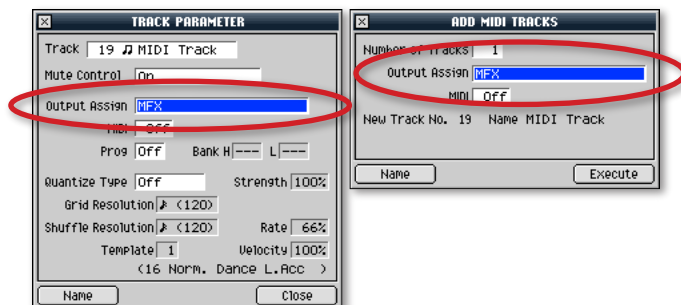 TRACK PARAMETER
Track 19 ♫ MIDI Track
Mute Control On
Output Assign MFX
MIDI Off
Prog Off Bank H --- L ---
Quantize Type Off Strength 100%
Grid Resolution ♪ (120)
Shuffle Resolution ♪ (120) Rate 66%
Template 1 Velocity 100%
(16 Norm. Dance L.Acc )
Name Close
ADD MIDI TRACKS
Number of Tracks 1
Output Assign MFX
MIDI Off
New Track No. 19 Name MIDI Track
Name Execute